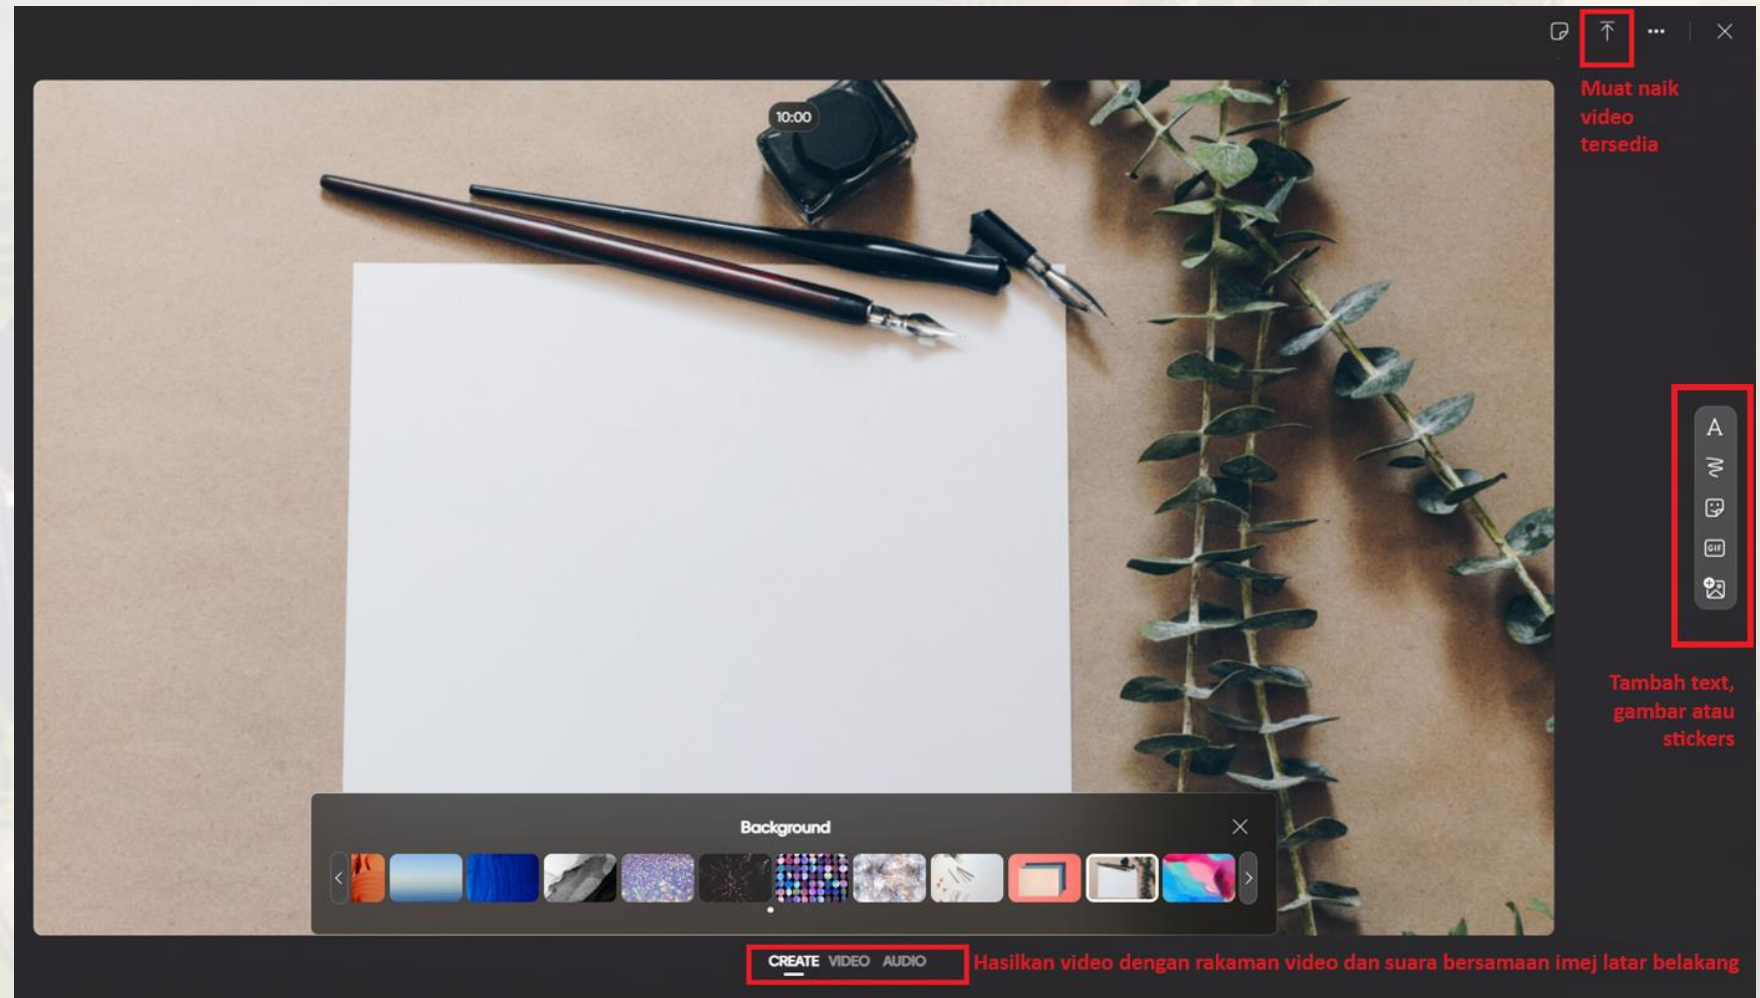 Muat naik
video
tersedia
10:00
A
GIF
Tambah text,
gambar atau
stickers
Background
CREATE VIDEO AUDIO
Hasilkan video dengan rakaman video dan suara bersamaan imej latar belakang